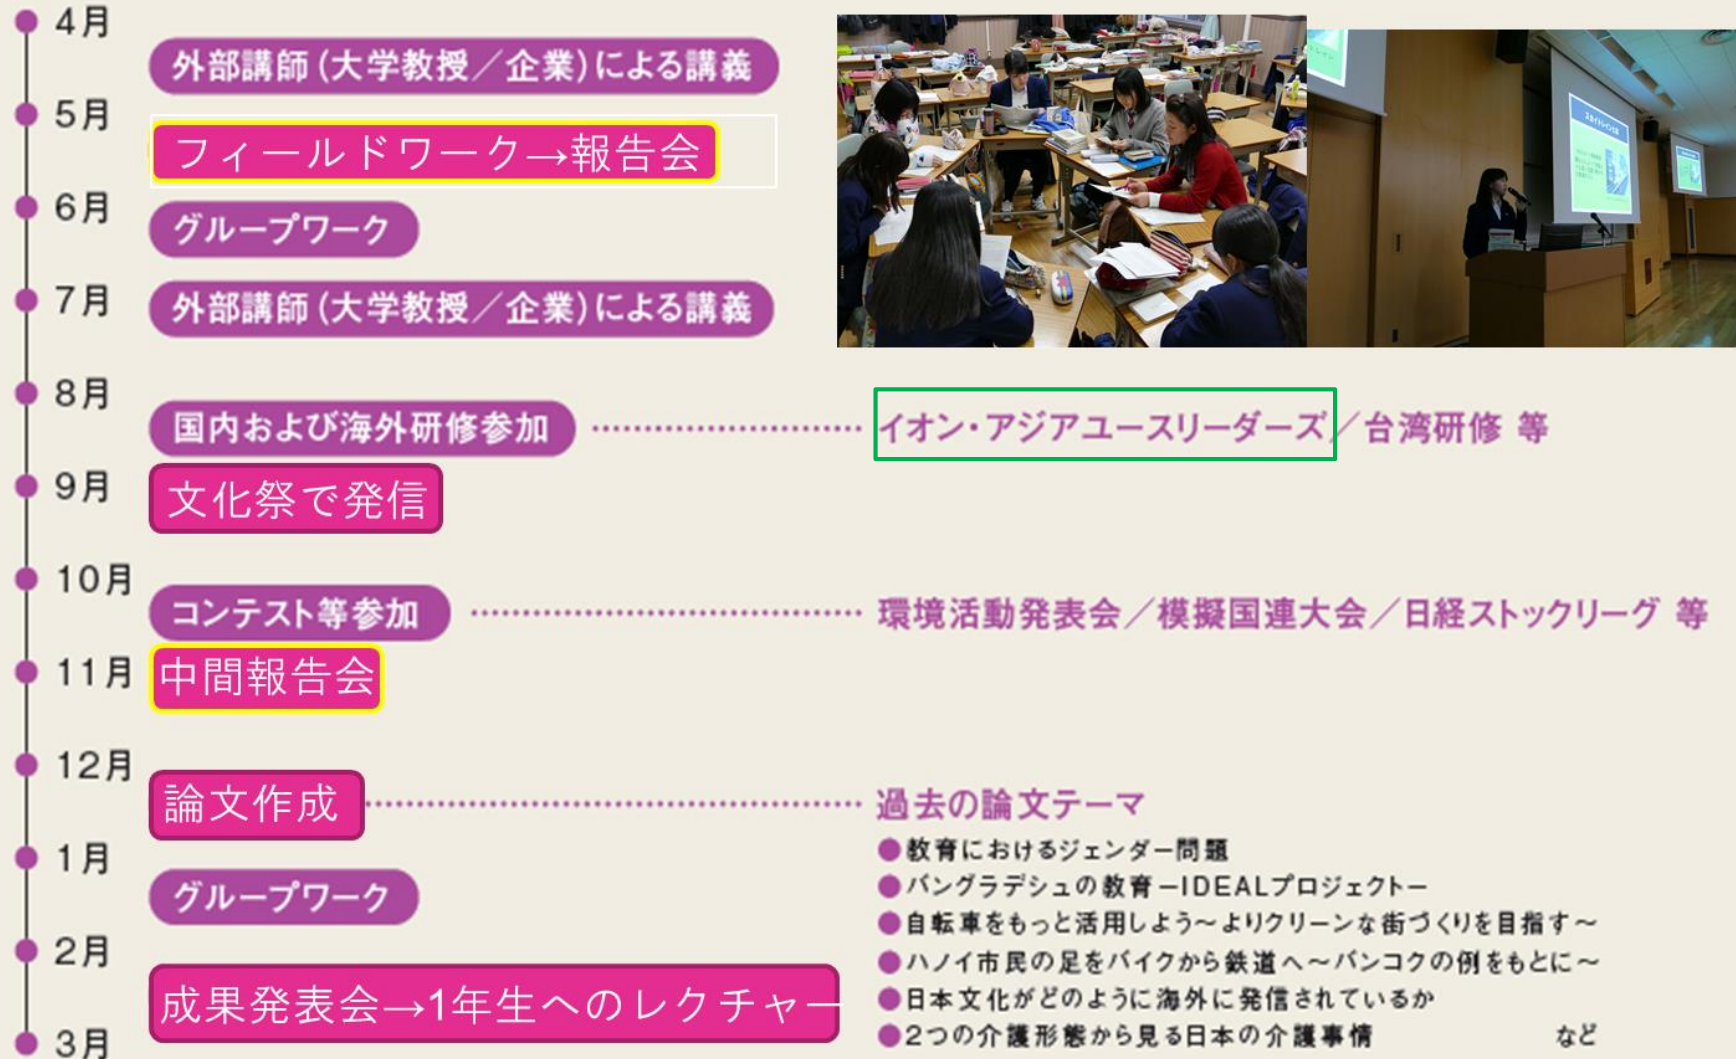 4月
外部講師(大学教授／企業)による講義
5月
フィールドワーク→報告会
6月
グループワーク
7月
外部講師(大学教授／企業)による講義
8月
国内および海外研修参加
イオン・アジアユースリーダーズ／台湾研修 等
9月
文化祭で発信
10月
コンテスト等参加
環境活動発表会／模擬国連大会／日経ストックリーグ 等
11月
中間報告会
12月
論文作成
過去の論文テーマ
●教育におけるジェンダー問題
●バングラデシュの教育－IDEALプロジェクト－
●自転車をもっと活用しよう～よりクリーンな街づくりを目指す～
●ハノイ市民の足をバイクから鉄道へ～バンコクの例をもとに～
●日本文化がどのように海外に発信されているか
●2つの介護形態から見る日本の介護事情 など
1月
グループワーク
2月
成果発表会→1年生へのレクチャー
3月